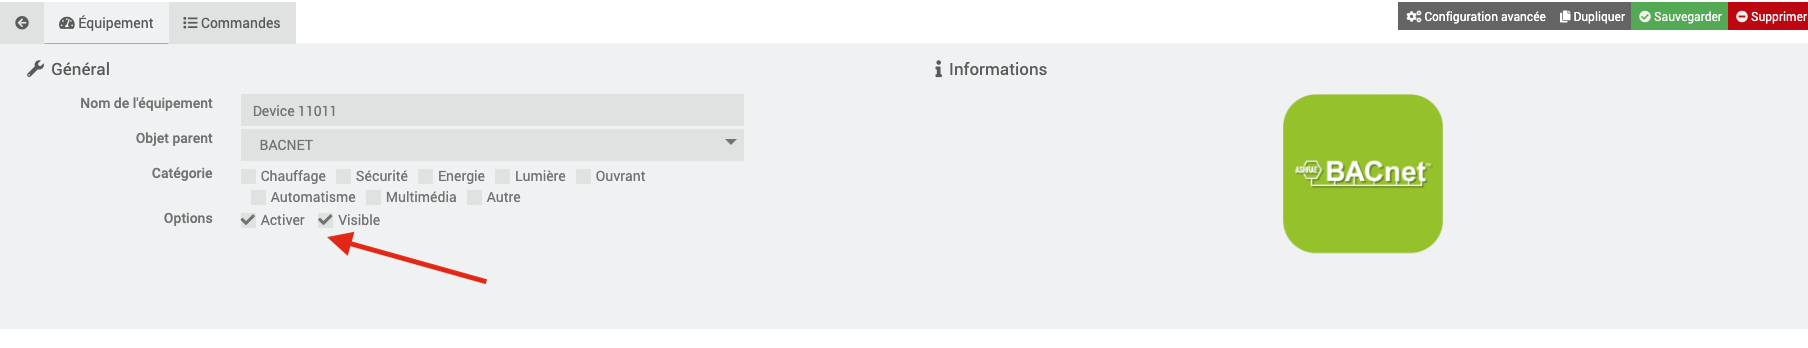 Équipement Commandes Configuration avancée Dupliquer Sauvegarder Supprimer
Général
Nom de l'équipement Device 11011
Objet parent BACNET
Catégorie Chauffage Sécurité Energie Lumière Ouvrant
Automatisme Multimédia Autre
Options Activer Visible
Informations
ASHRAE BACnet